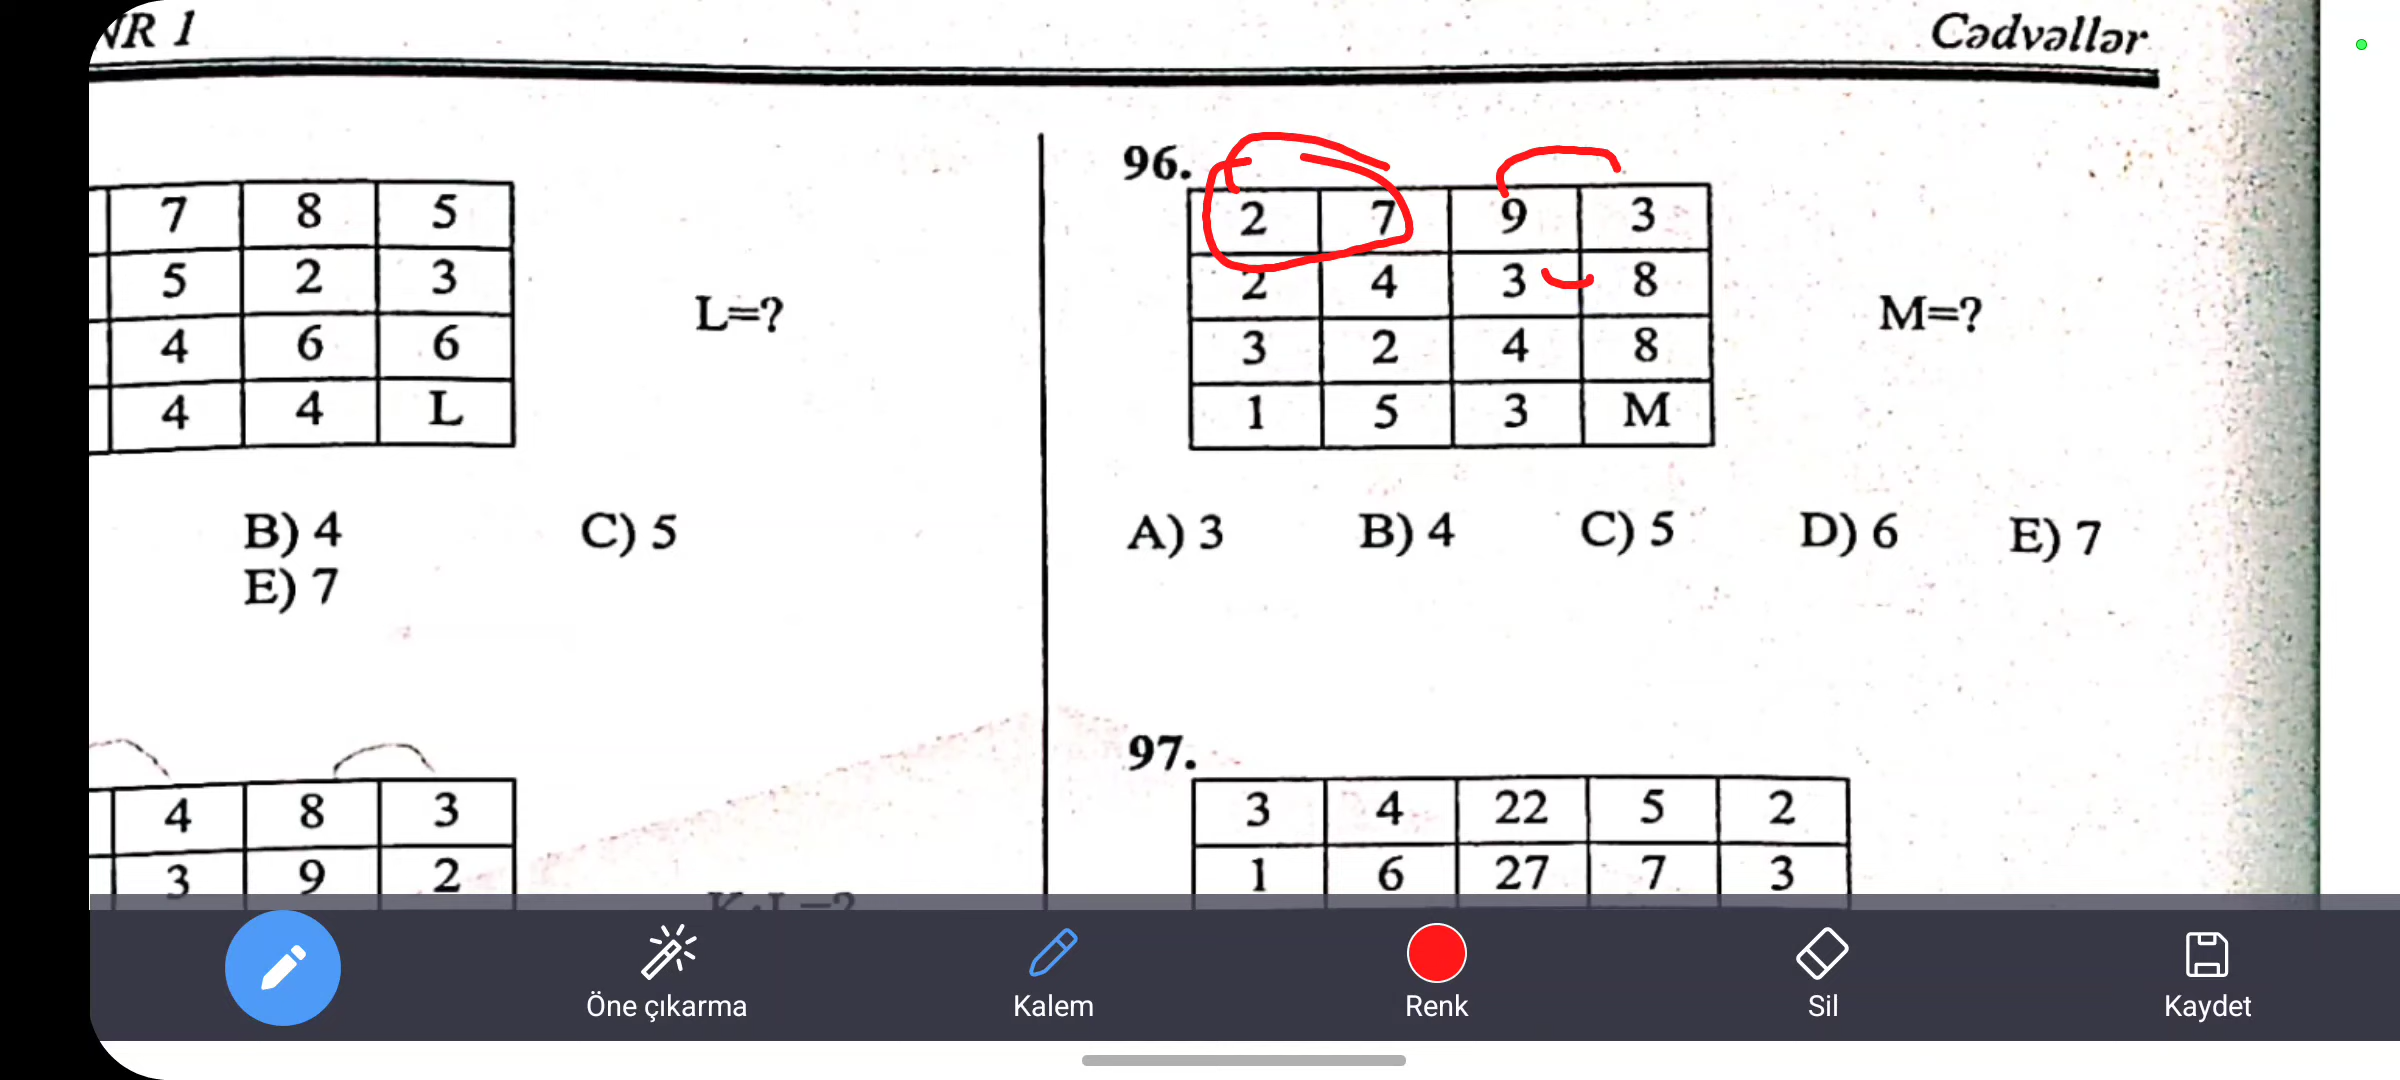 NR 1
Cədvəllər
7 8 5
5 2 3
4 6 6
4 4 L
L=?
B) 4 C) 5
E) 7
4 8 3
3 9 2
96.
2 7 9 3
2 4 3 8
3 2 4 8
1 5 3 M
M=?
A) 3 B) 4 C) 5 D) 6 E) 7
97.
3 4 22 5 2
1 6 27 7 3
Öne çıkarma
Kalem
Renk
Sil
Kaydet